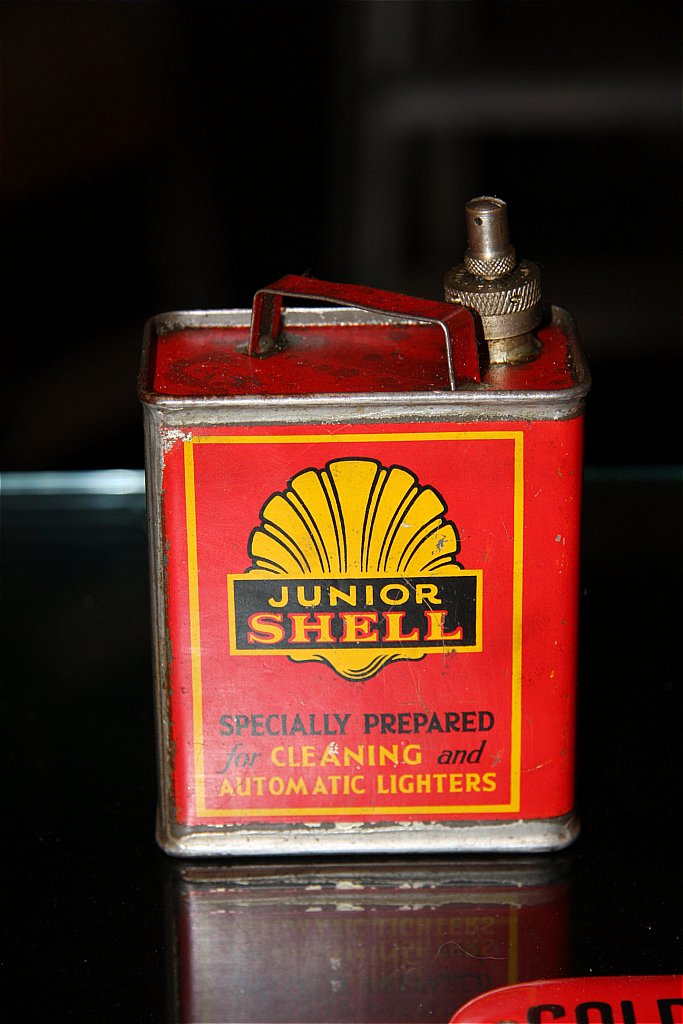 JUNIOR
SHELL
SPECIALLY PREPARED
for CLEANING and
AUTOMATIC LIGHTERS